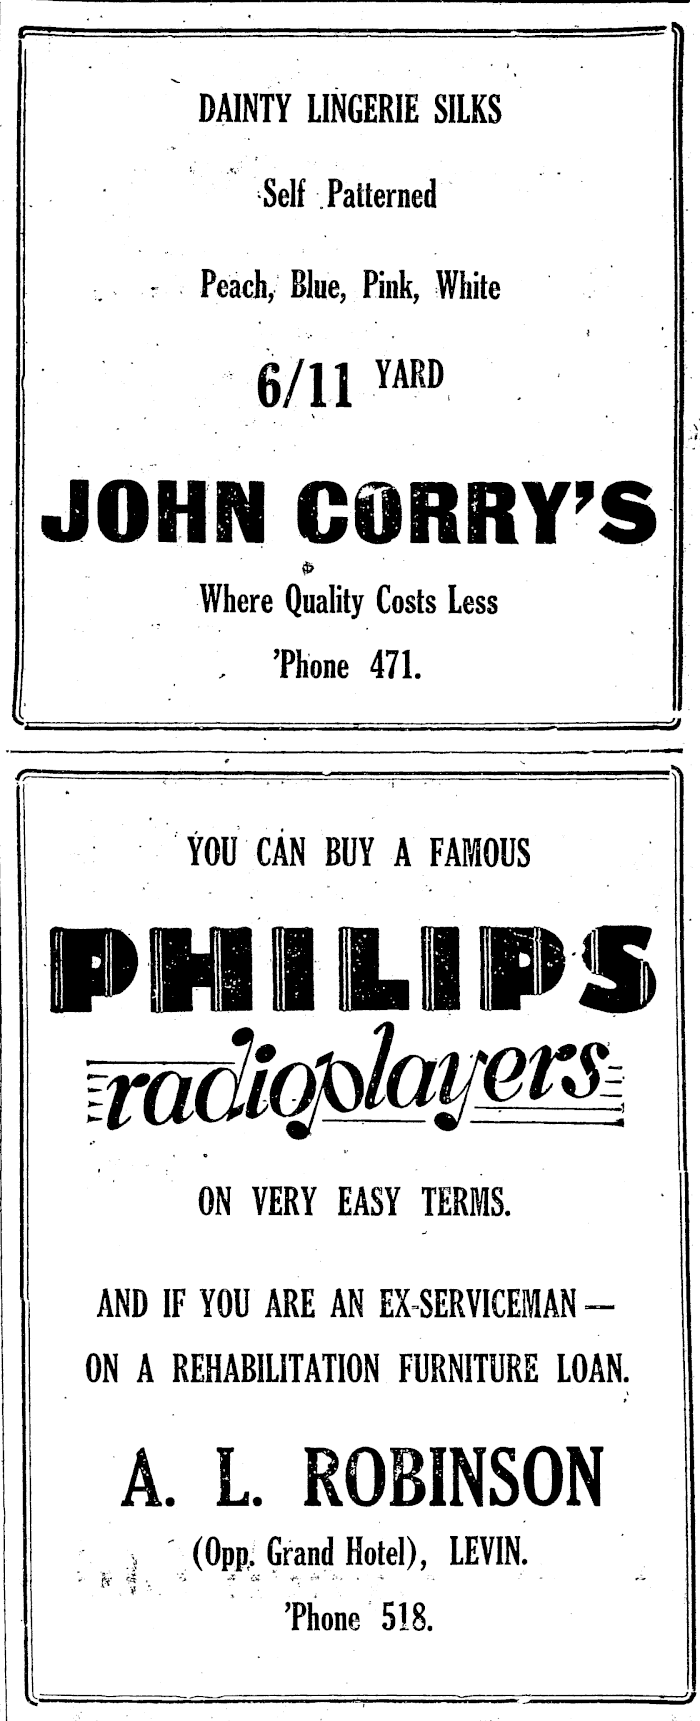 DAINTY LINGERIE SILKS
Self Patterned
Peach, Blue, Pink, White
6/11 YARD
JOHN CORRY'S
Where Quality Costs Less
'Phone 471.
YOU CAN BUY A FAMOUS
PHILIPS
radioplayers
ON VERY EASY TERMS.
AND IF YOU ARE AN EX-SERVICEMAN —
ON A REHABILITATION FURNITURE LOAN.
A. L. ROBINSON
(Opp. Grand Hotel), LEVIN.
'Phone 518.